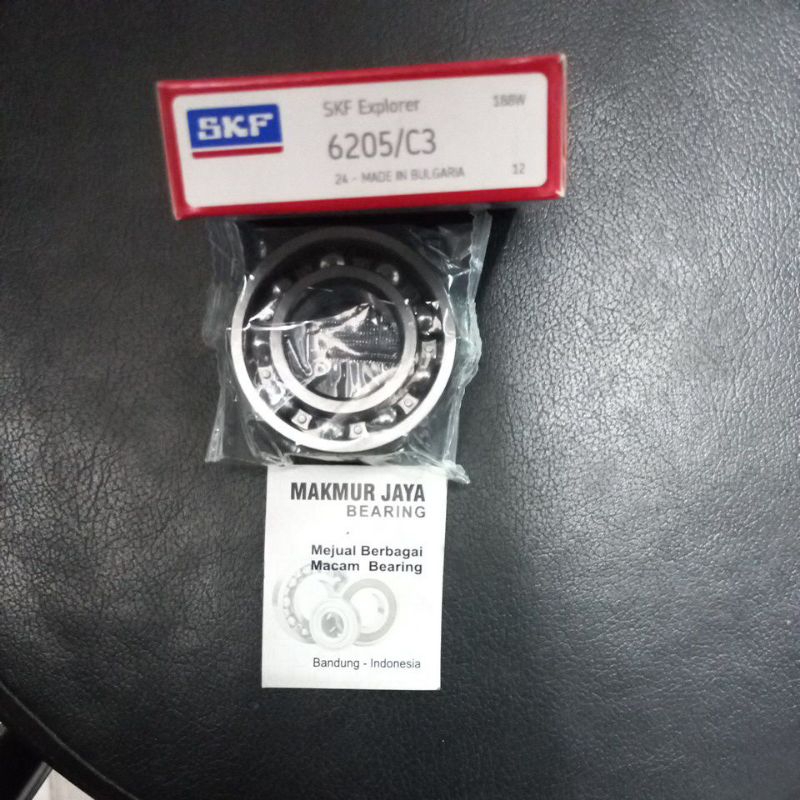 SKF
SKF Explorer
188W
6205/C3
24 - MADE IN BULGARIA
12
MAKMUR JAYA
BEARING
Mejual Berbagai
Macam Bearing
Bandung - Indonesia